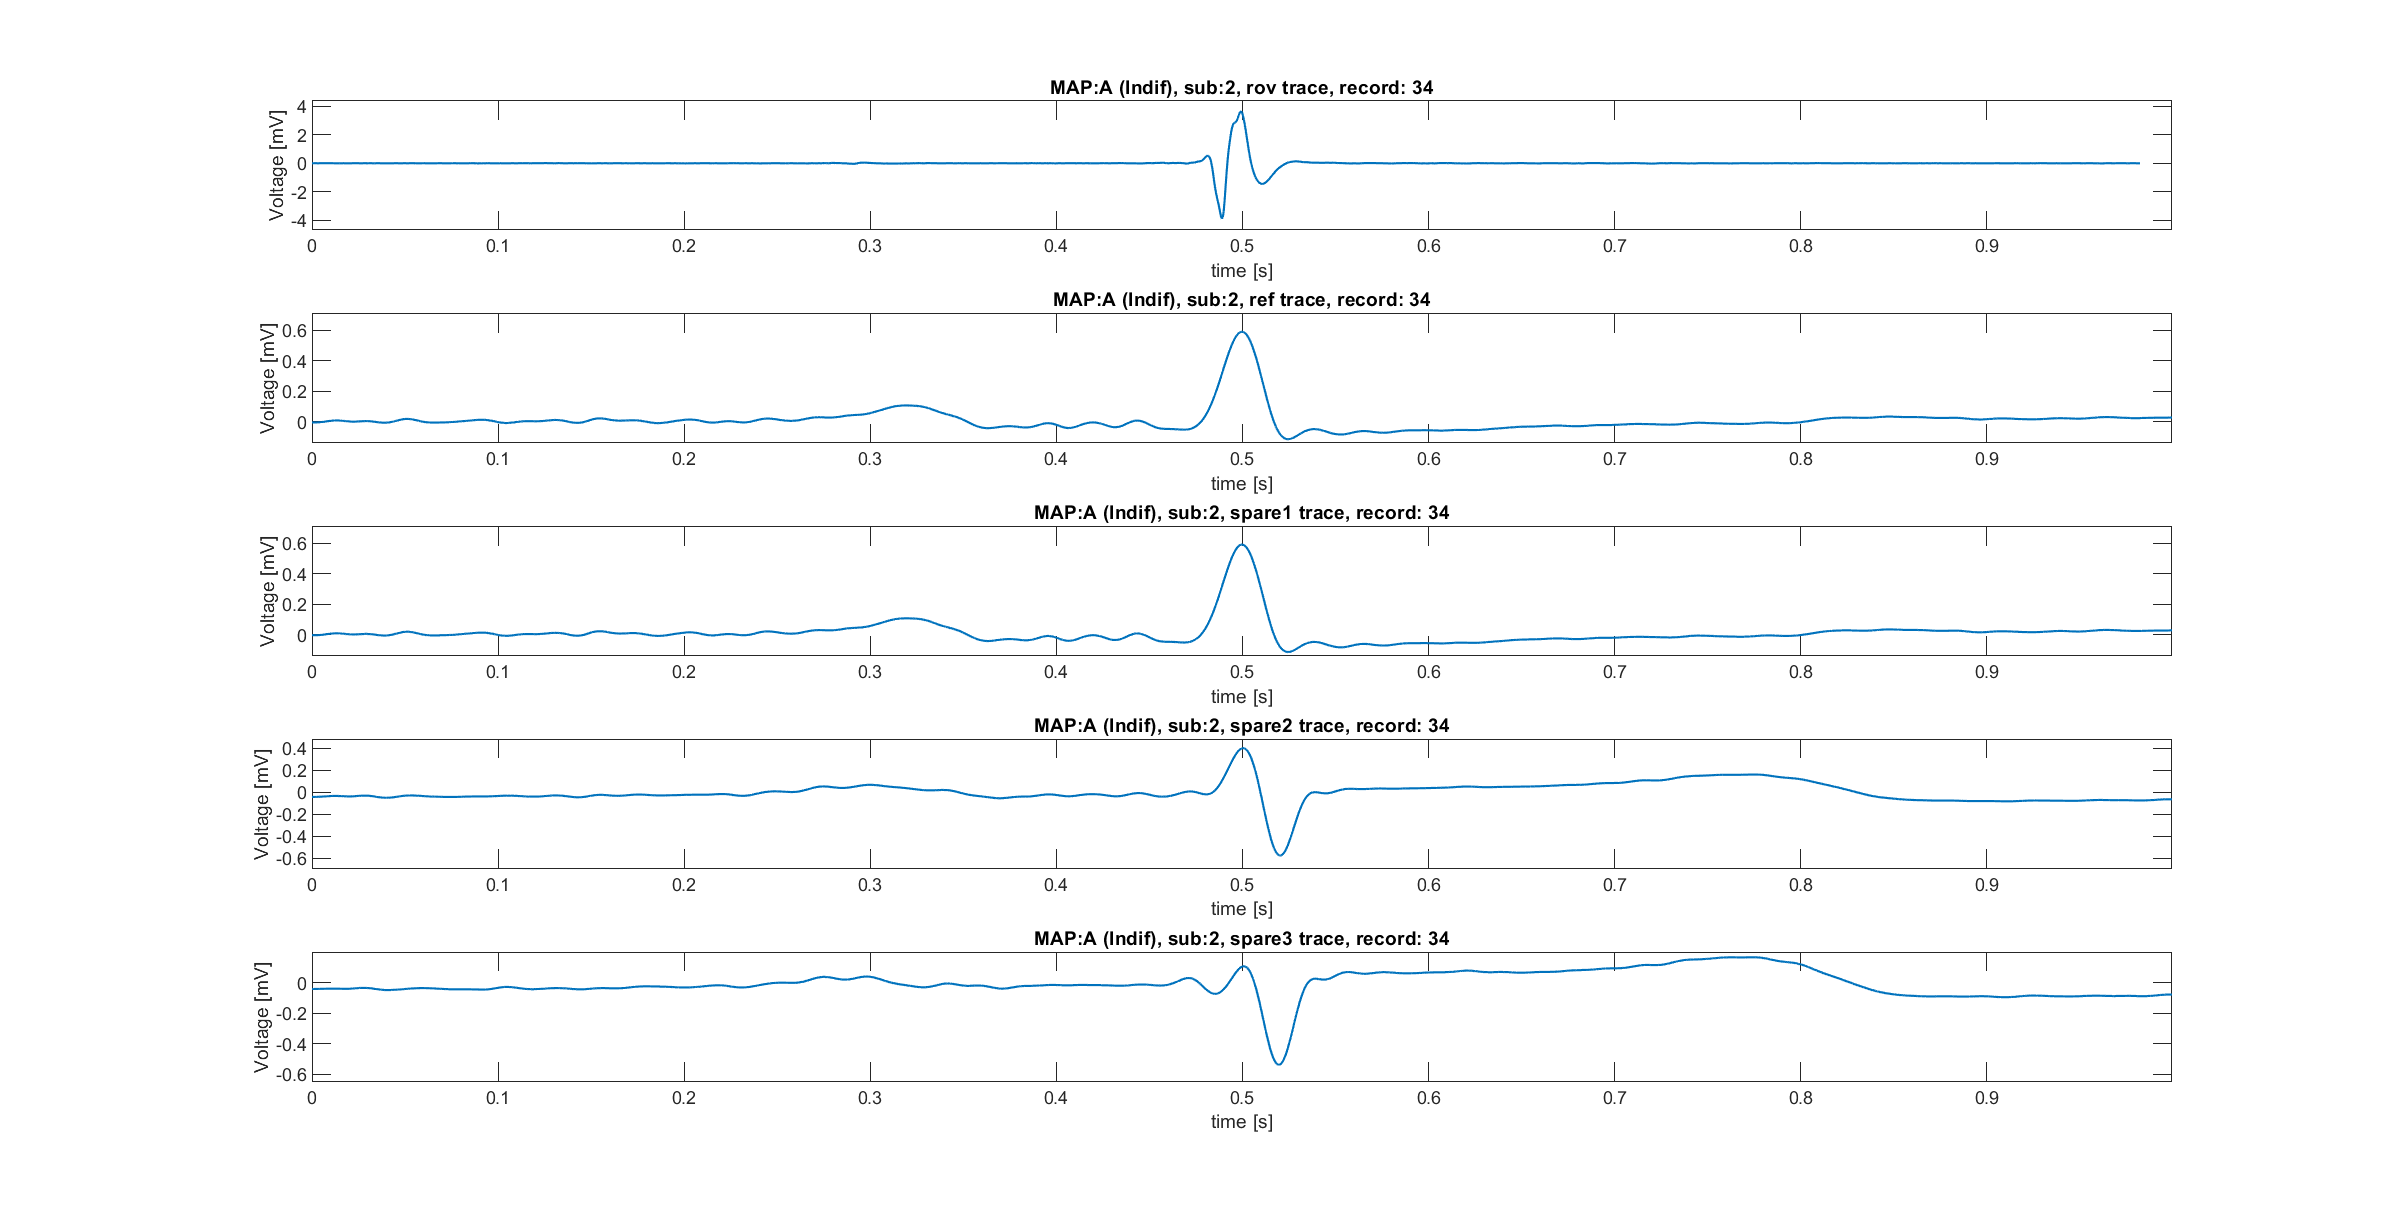 MAP:A (Indif), sub:2, rov trace, record: 34
Voltage [mV]
4
2
0
-2
-4
0 0.1 0.2 0.3 0.4 0.5 0.6 0.7 0.8 0.9
time [s]
MAP:A (Indif), sub:2, ref trace, record: 34
Voltage [mV]
0.6
0.4
0.2
0
0 0.1 0.2 0.3 0.4 0.5 0.6 0.7 0.8 0.9
time [s]
MAP:A (Indif), sub:2, spare1 trace, record: 34
Voltage [mV]
0.6
0.4
0.2
0
0 0.1 0.2 0.3 0.4 0.5 0.6 0.7 0.8 0.9
time [s]
MAP:A (Indif), sub:2, spare2 trace, record: 34
Voltage [mV]
0.4
0.2
0
-0.2
-0.4
-0.6
0 0.1 0.2 0.3 0.4 0.5 0.6 0.7 0.8 0.9
time [s]
MAP:A (Indif), sub:2, spare3 trace, record: 34
Voltage [mV]
0
-0.2
-0.4
-0.6
0 0.1 0.2 0.3 0.4 0.5 0.6 0.7 0.8 0.9
time [s]